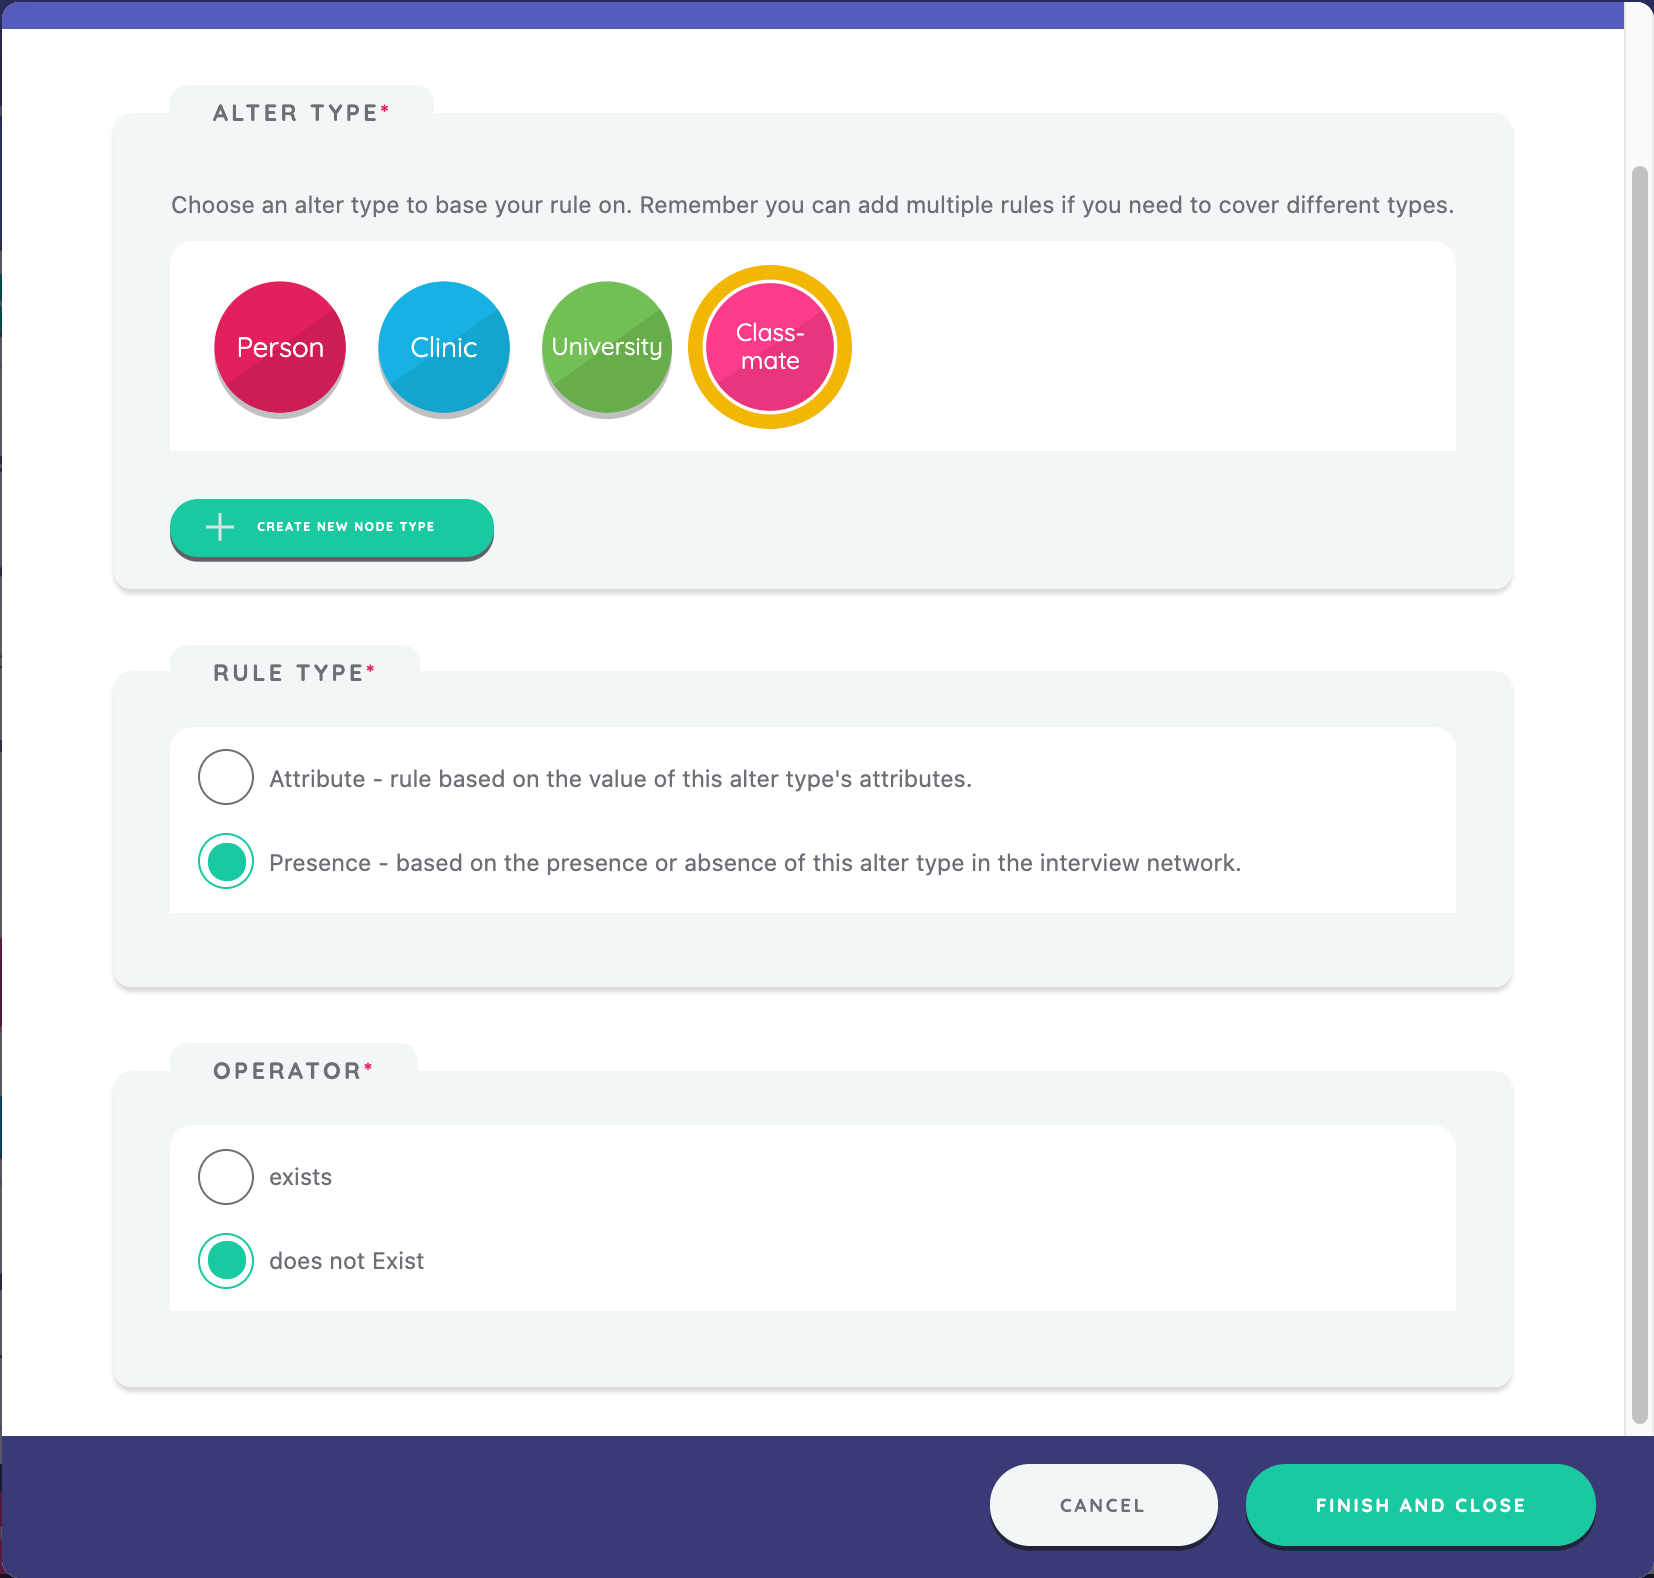 ALTER TYPE*
Choose an alter type to base your rule on. Remember you can add multiple rules if you need to cover different types.
Person
Clinic
University
Class-
mate
CREATE NEW NODE TYPE
RULE TYPE*
Attribute - rule based on the value of this alter type's attributes.
Presence - based on the presence or absence of this alter type in the interview network.
OPERATOR*
exists
does not Exist
CANCEL
FINISH AND CLOSE